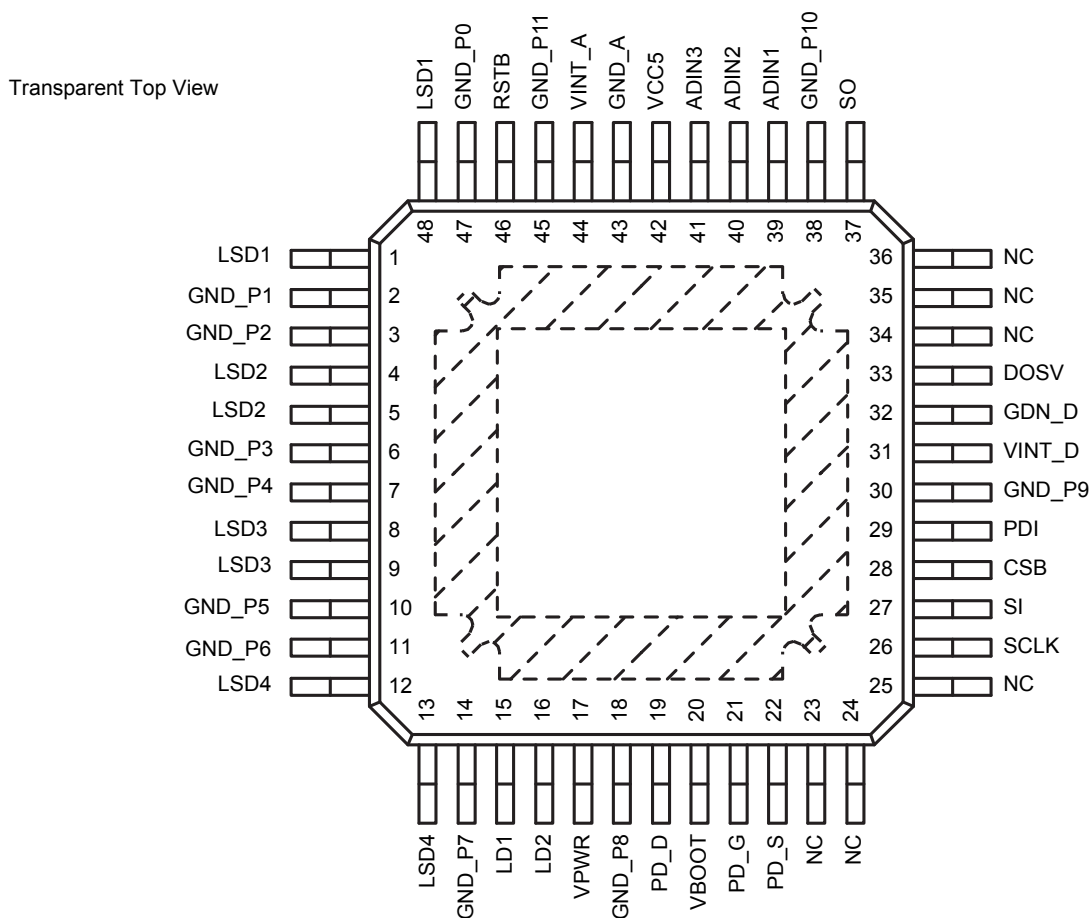 Transparent Top View
LSD1
GND_P0
RSTB
GND_P11
VINT_A
GND_A
VCC5
ADIN3
ADIN2
ADIN1
GND_P10
SO
48
47
46
45
44
43
42
41
40
39
38
37
LSD1 1 36 NC
GND_P1 2 35 NC
GND_P2 3 34 NC
LSD2 4 33 DOSV
LSD2 5 32 GDN_D
GND_P3 6 31 VINT_D
GND_P4 7 30 GND_P9
LSD3 8 29 PDI
LSD3 9 28 CSB
GND_P5 10 27 SI
GND_P6 11 26 SCLK
LSD4 12 25 NC
13
14
15
16
17
18
19
20
21
22
23
24
LSD4
GND_P7
LD1
LD2
VPWR
GND_P8
PD_D
VBOOT
PD_G
PD_S
NC
NC